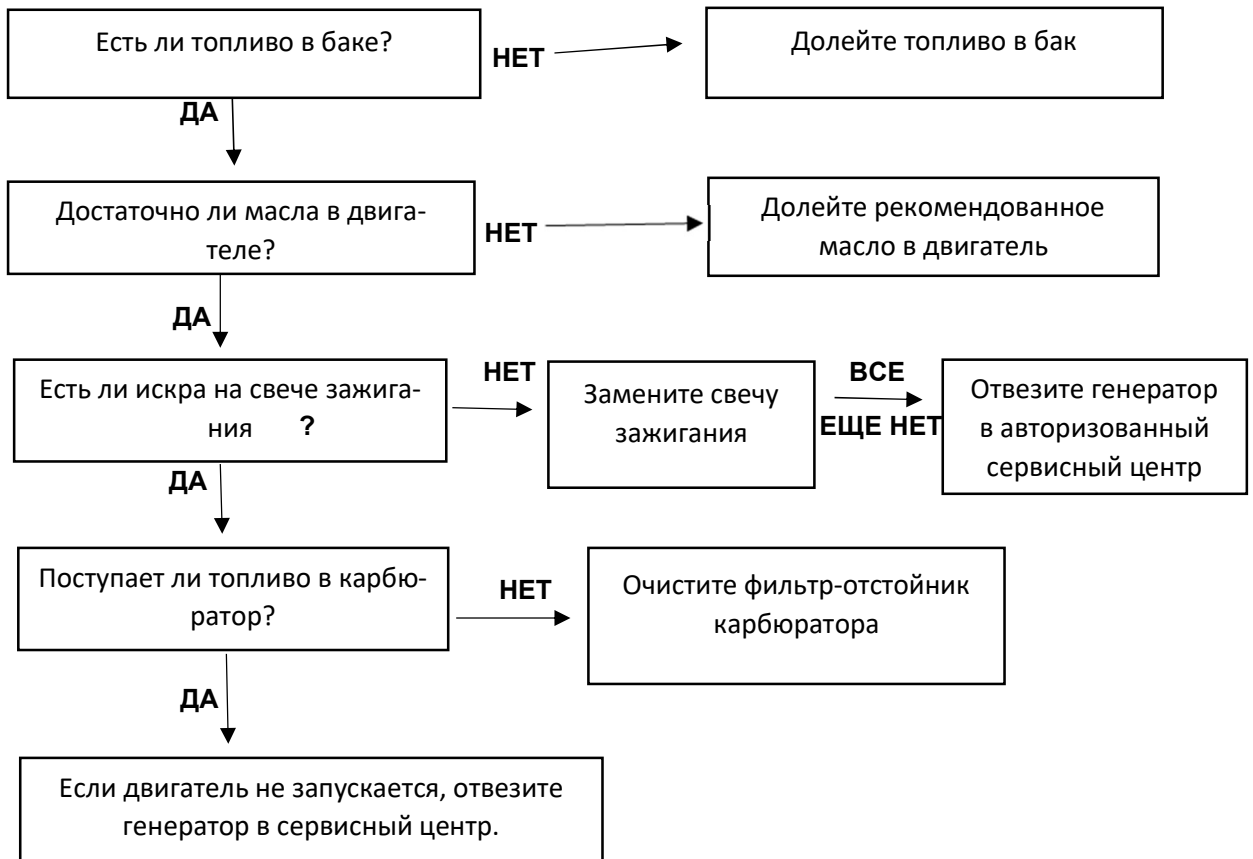 Есть ли топливо в баке?
НЕТ
Долейте топливо в бак
ДА
Достаточно ли масла в двига-
теле?
НЕТ
Долейте рекомендованное
масло в двигатель
ДА
Есть ли искра на свече зажига-
ния ?
НЕТ
Замените свечу
зажигания
ВСЕ
ЕЩЕ НЕТ
Отвезите генератор
в авторизованный
сервисный центр
ДА
Поступает ли топливо в карбю-
ратор?
НЕТ
Очистите фильтр-отстойник
карбюратора
ДА
Если двигатель не запускается, отвезите
генератор в сервисный центр.